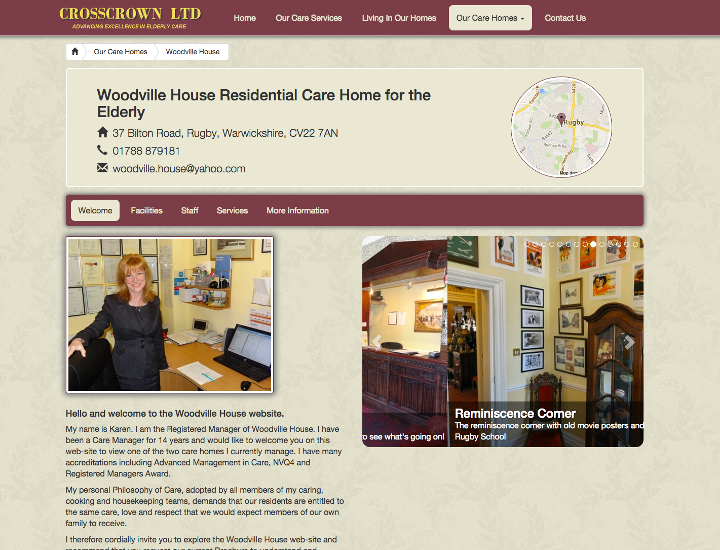 CROSSCROWN LTD
ADVANCING EXCELLENCE IN ELDERLY CARE
Home
Our Care Services
Living In Our Homes
Our Care Homes
Contact Us
Our Care Homes
Woodville House
Woodville House Residential Care Home for the
Elderly
37 Bilton Road, Rugby, Warwickshire, CV22 7AN
01788 879181
woodville.house@yahoo.com
Rugby
Welcome
Facilities
Staff
Services
More Information
Hello and welcome to the Woodville House website.
My name is Karen. I am the Registered Manager of Woodville House. I have
been a Care Manager for 14 years and would like to welcome you on this
web-site to view one of the two care homes I currently manage. I have many
accreditations including Advanced Management in Care, NVQ4 and
Registered Managers Award.
My personal Philosophy of Care, adopted by all members of my caring,
cooking and housekeeping teams, demands that our residents are entitled to
the same care, love and respect that we would expect members of our own
family to receive.
I therefore cordially invite you to explore the Woodville House web-site and
to see what's going on!
Reminiscence Corner
The reminiscence corner with old movie posters and
Rugby School